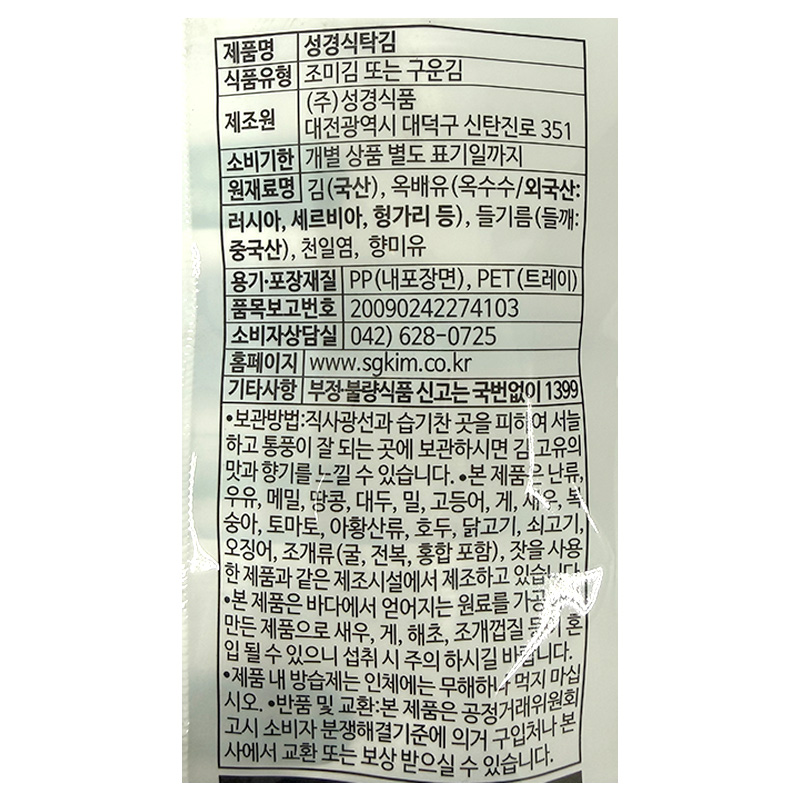 제품명 성경식탁김
식품유형 조미김 또는 구운김
제조원 (주)성경식품
대전광역시 대덕구 신탄진로 351
소비기한 개별 상품 별도 표기일까지
원재료명 김(국산), 옥배유(옥수수/외국산:
러시아, 세르비아, 헝가리 등), 들기름(들깨:
중국산), 천일염, 향미유
용기·포장재질 PP(내포장면), PET(트레이)
품목보고번호 20090242274103
소비자상담실 042) 628-0725
홈페이지 www.sgkim.co.kr
기타사항 부정·불량식품 신고는 국번없이 1399
•보관방법:직사광선과 습기찬 곳을 피하여 서늘
하고 통풍이 잘 되는 곳에 보관하시면 김 고유의
맛과 향기를 느낄 수 있습니다. •본 제품은 난류,
우유, 메밀, 땅콩, 대두, 밀, 고등어, 게, 새우, 복
숭아, 토마토, 아황산류, 호두, 닭고기, 쇠고기,
오징어, 조개류(굴, 전복, 홍합 포함), 잣을 사용
한 제품과 같은 제조시설에서 제조하고 있습니다
•본 제품은 바다에서 얻어지는 원료를 가공
만든 제품으로 새우, 게, 해초, 조개껍질 등이 혼
입 될 수 있으니 섭취 시 주의 하시길 바랍니다.
•제품 내 방습제는 인체에는 무해하나 먹지 마십
시오. •반품 및 교환:본 제품은 공정거래위원회
고시 소비자 분쟁해결기준에 의거 구입처나 본
사에서 교환 또는 보상 받으실 수 있습니다.